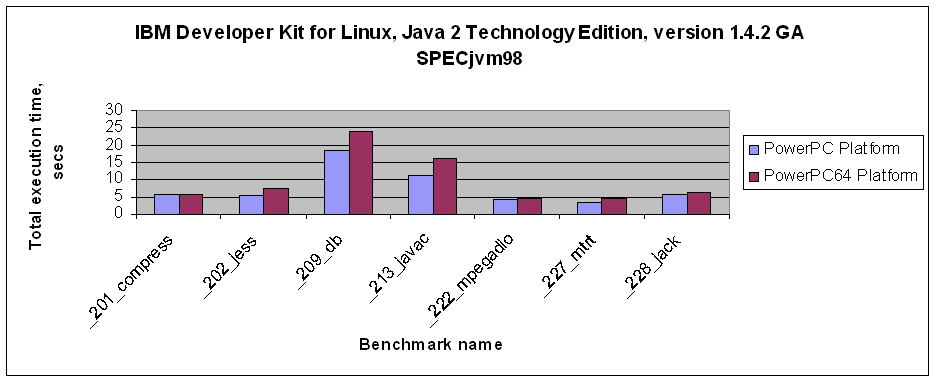 IBM Developer Kit for Linux, Java 2 Technology Edition, version 1.4.2 GA
SPECjvm98
Total execution time,
secs
30
25
20
15
10
5
0
_201_compress
_202_jess
_209_db
_213_javac
_222_mpegadio
_227_mtrt
_228_jack
Benchmark name
PowerPC Platform
PowerPC64 Platform